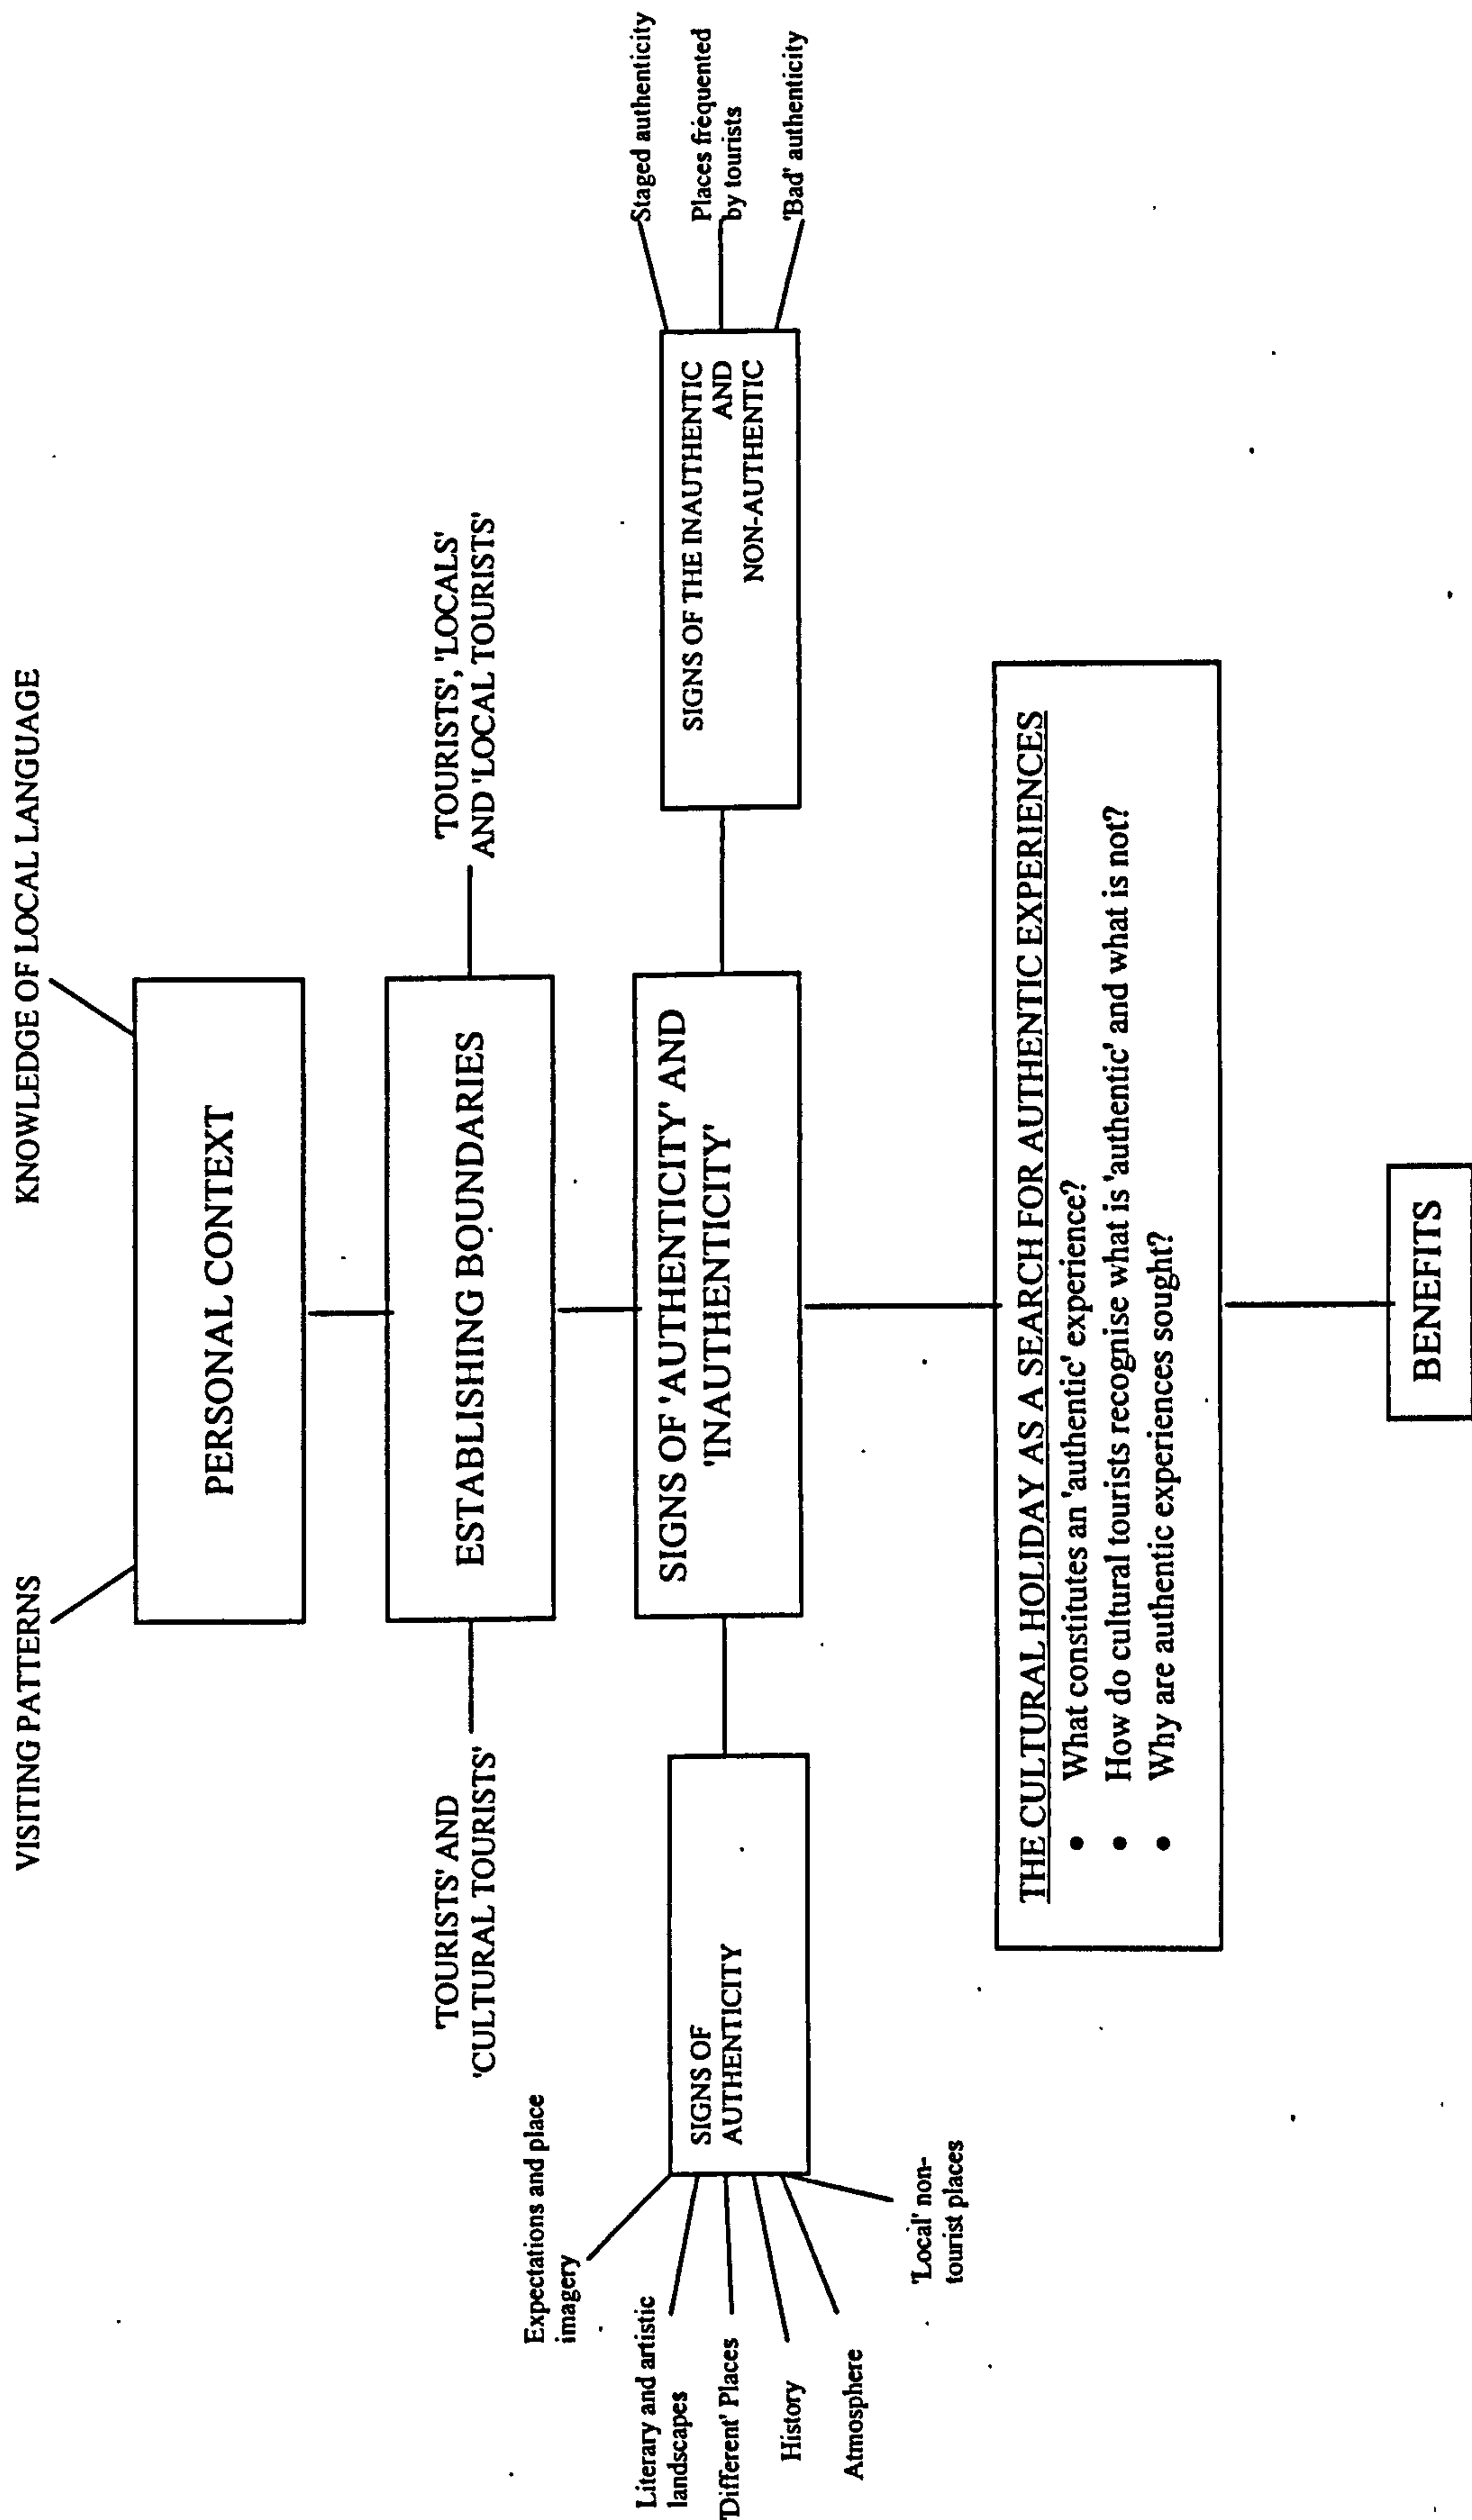 VISITING PATTERNS
KNOWLEDGE OF LOCAL LANGUAGE
PERSONAL CONTEXT
'TOURISTS' AND
'CULTURAL TOURISTS'
ESTABLISHING BOUNDARIES
'TOURISTS', 'LOCALS'
AND 'LOCAL TOURISTS'
Expectations and place
imagery
Literary and artistic
landscapes
'Different' Places
History
Atmosphere
'Local' non-
tourist places
SIGNS OF
AUTHENTICITY
SIGNS OF 'AUTHENTICITY' AND
'INAUTHENTICITY'
SIGNS OF THE INAUTHENTIC
AND
NON-AUTHENTIC
Staged authenticity
Places frequented
by tourists
'Bad' authenticity
THE CULTURAL HOLIDAY AS A SEARCH FOR AUTHENTIC EXPERIENCES
• What constitutes an 'authentic' experience?
• How do cultural tourists recognise what is 'authentic' and what is not?
• Why are authentic experiences sought?
BENEFITS